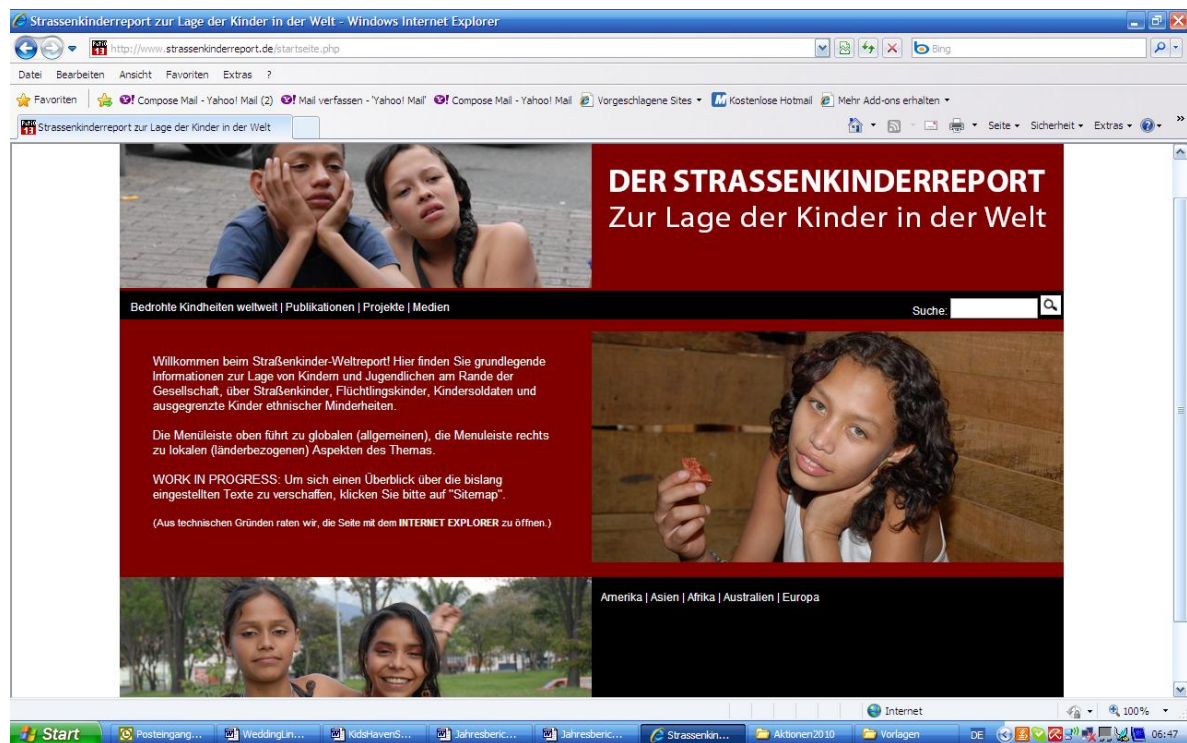 Strassenkinderreport zur Lage der Kinder in der Welt - Windows Internet Explorer
http://www.strassenkinderreport.de/startseite.php
Bing
Datei Bearbeiten Ansicht Favoriten Extras ?
Favoriten Compose Mail - Yahoo! Mail (2) Mail verfassen - 'Yahoo! Mail' Compose Mail - Yahoo! Mail Vorgeschlagene Sites Kostenlose Hotmail Mehr Add-ons erhalten
Strassenkinderreport zur Lage der Kinder in der Welt
Seite Sicherheit Extras
DER STRASSENKINDERREPORT
Zur Lage der Kinder in der Welt
Bedrohte Kindheiten weltweit | Publikationen | Projekte | Medien
Suche:
Willkommen beim Straßenkinder-Weltreport! Hier finden Sie grundlegende
Informationen zur Lage von Kindern und Jugendlichen am Rande der
Gesellschaft, über Straßenkinder, Flüchtlingskinder, Kindersoldaten und
ausgegrenzte Kinder ethnischer Minderheiten.
Die Menüleiste oben führt zu globalen (allgemeinen), die Menuleiste rechts
zu lokalen (länderbezogenen) Aspekten des Themas.
WORK IN PROGRESS: Um sich einen Überblick über die bislang
eingestellten Texte zu verschaffen, klicken Sie bitte auf "Sitemap".
(Aus technischen Gründen raten wir, die Seite mit dem INTERNET EXPLORER zu öffnen.)
Amerika | Asien | Afrika | Australien | Europa
Internet
100%
Start Posteingang... WeddingLin... KidsHavenS... Jahresberic... Jahresberic... Strassenkin... Aktionen2010 Vorlagen DE 06:47